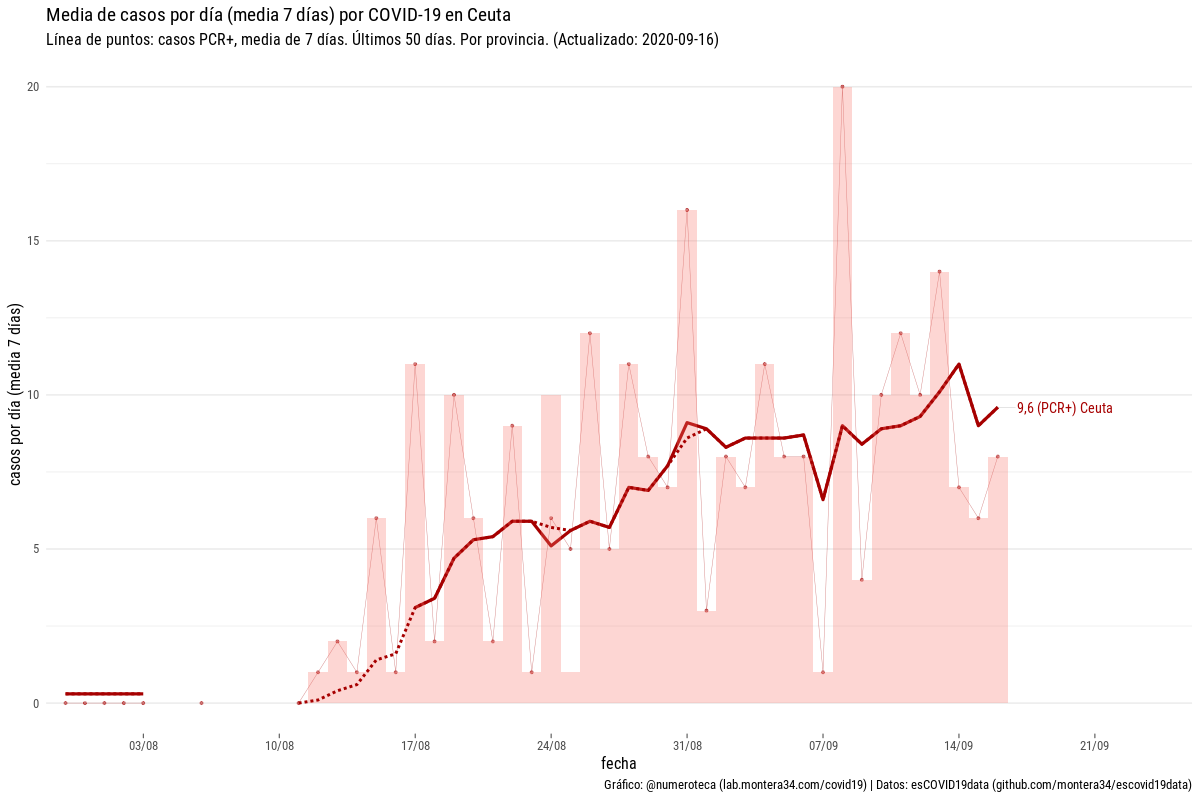 Media de casos por día (media 7 días) por COVID-19 en Ceuta
Línea de puntos: casos PCR+, media de 7 días. Últimos 50 días. Por provincia. (Actualizado: 2020-09-16)
casos por día (media 7 días)
20
15
10
5
0
9,6 (PCR+) Ceuta
03/08
10/08
17/08
24/08
31/08
07/09
14/09
21/09
fecha
Gráfico: @numeroteca (lab.montera34.com/covid19) | Datos: esCOVID19data (github.com/montera34/escovid19data)